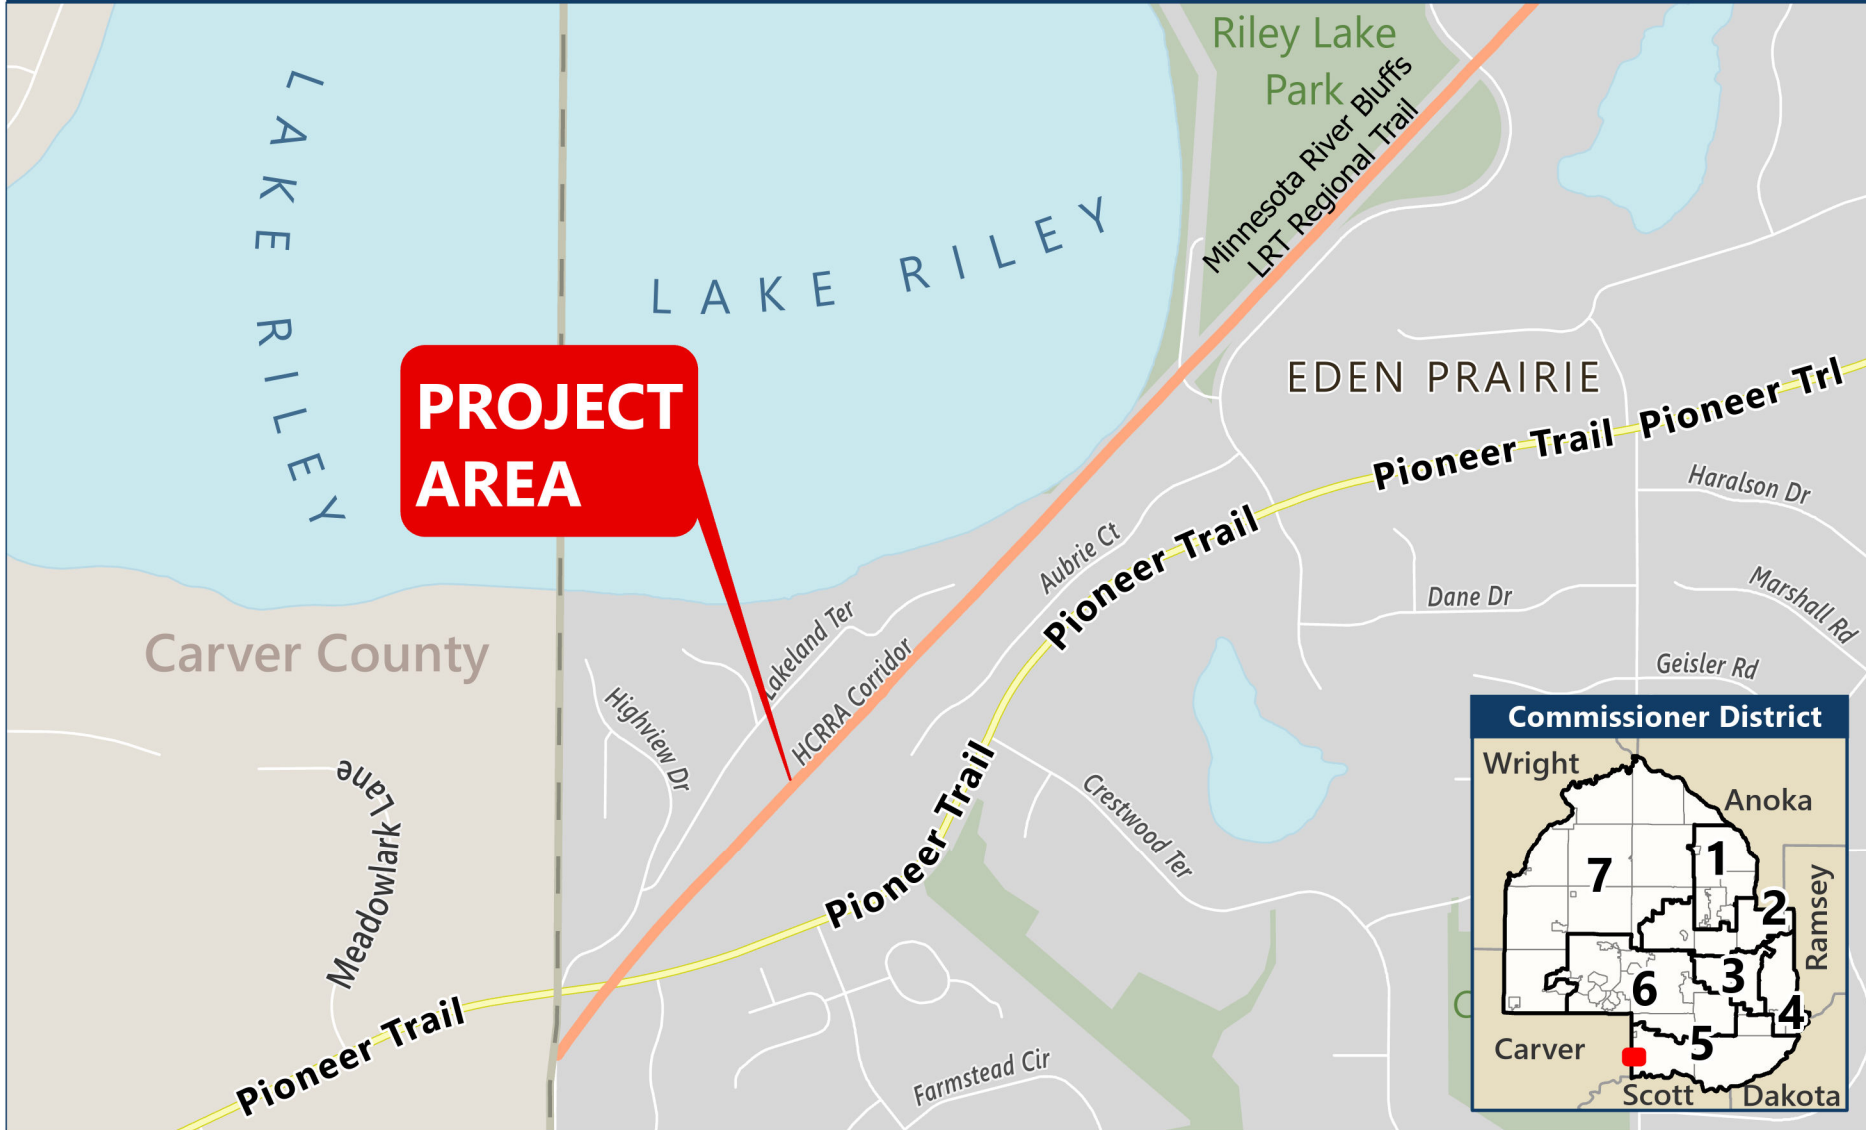 Riley Lake
Park
Minnesota River Bluffs
LRT Regional Trail
LAKE RILEY
LAKE RILEY
PROJECT
AREA
EDEN PRAIRIE
Pioneer Trl
Pioneer Trail
Haralson Dr
Pioneer Trail
Aubrie Ct
Dane Dr
Marshall Rd
Lakeland Ter
Carver County
HCRRA Corridor
Geisler Rd
Highview Dr
Meadowlark Lane
Pioneer Trail
Crestwood Ter
Pioneer Trail
Farmstead Cir
Commissioner District
Wright
Anoka
1
7
2
Ramsey
3
6
4
5
Carver
Scott
Dakota